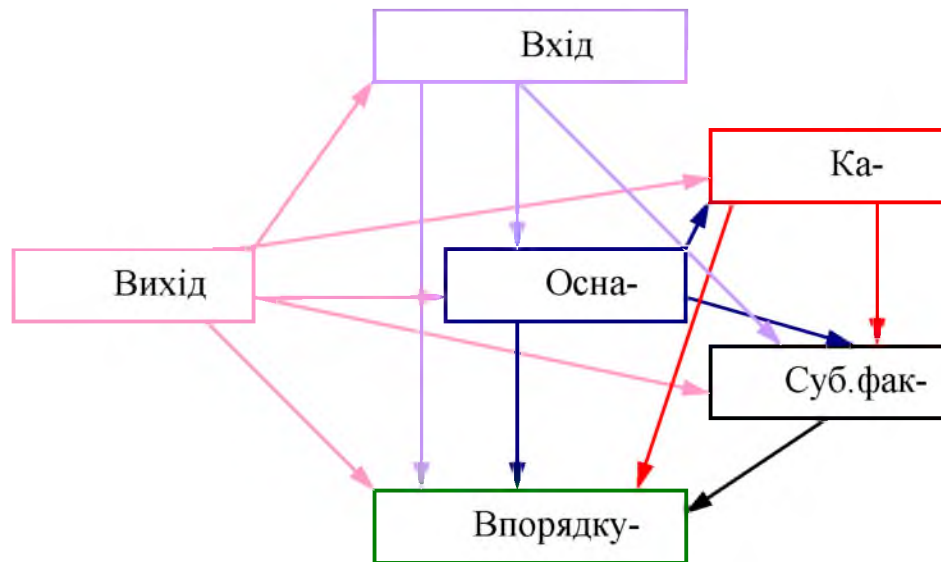 Вхід
Ка-
Вихід
Осна-
Суб.фак-
Впорядку-